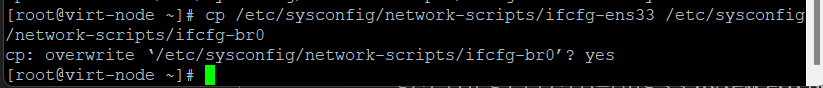 [root@virt-node ~]# cp /etc/sysconfig/network-scripts/ifcfg-ens33 /etc/sysconfig
/network-scripts/ifcfg-br0
cp: overwrite ‘/etc/sysconfig/network-scripts/ifcfg-br0’? yes
[root@virt-node ~]#